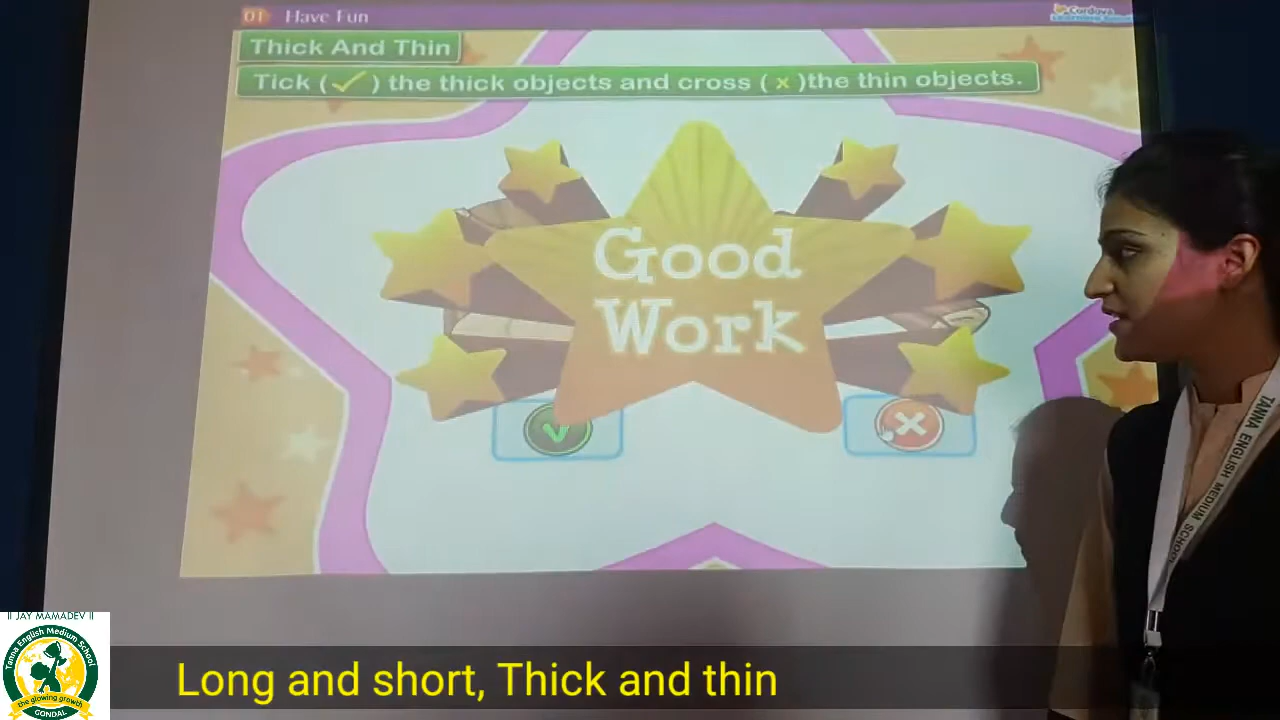 01 Have Fun
Cordova
Thick And Thin
Tick ( ✓ ) the thick objects and cross ( x )the thin objects.
Good
Work
TANNA ENGLISH MEDIUM SCHOOL
॥ JAY MAMADEV ॥
Tanna English Medium School
the glowing growth
GONDAL
Long and short, Thick and thin